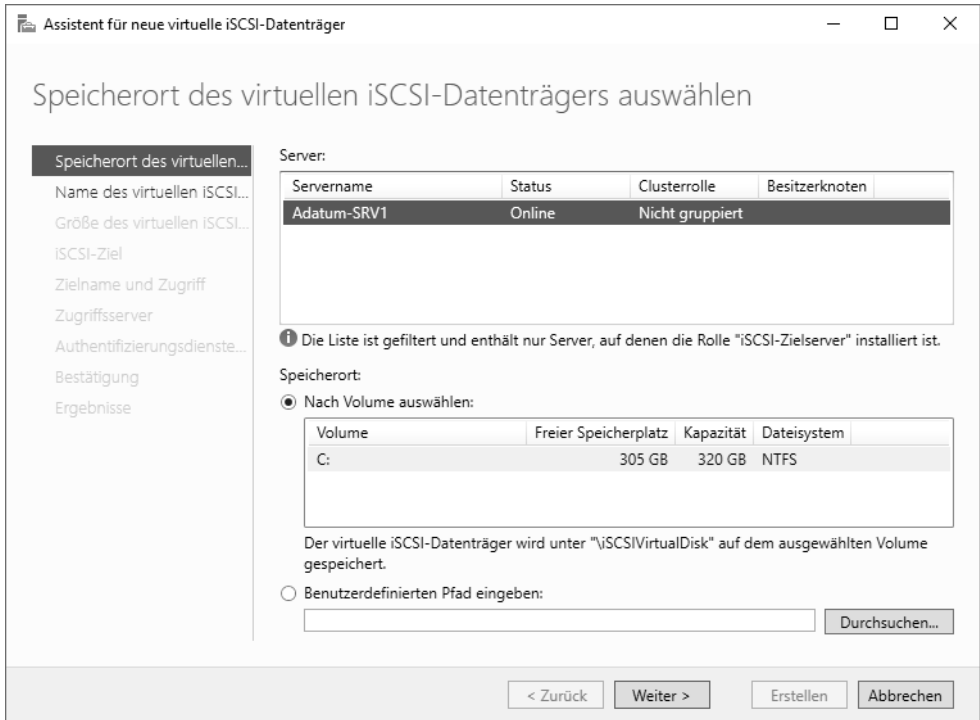 Assistent für neue virtuelle iSCSI-Datenträger
Speicherort des virtuellen iSCSI-Datenträgers auswählen
Speicherort des virtuellen...
Name des virtuellen iSCSI...
Größe des virtuellen iSCSI...
iSCSI-Ziel
Zielname und Zugriff
Zugriffsserver
Authentifizierungsdienste...
Bestätigung
Ergebnisse
Server:
Servername Status Clusterrolle Besitzerknoten
Adatum-SRV1 Online Nicht gruppiert
Die Liste ist gefiltert und enthält nur Server, auf denen die Rolle "iSCSI-Zielserver" installiert ist.
Speicherort:
Nach Volume auswählen:
Volume Freier Speicherplatz Kapazität Dateisystem
C: 305 GB 320 GB NTFS
Der virtuelle iSCSI-Datenträger wird unter "\iSCSIVirtualDisk" auf dem ausgewählten Volume
gespeichert.
Benutzerdefinierten Pfad eingeben:
Durchsuchen...
< Zurück Weiter > Erstellen Abbrechen